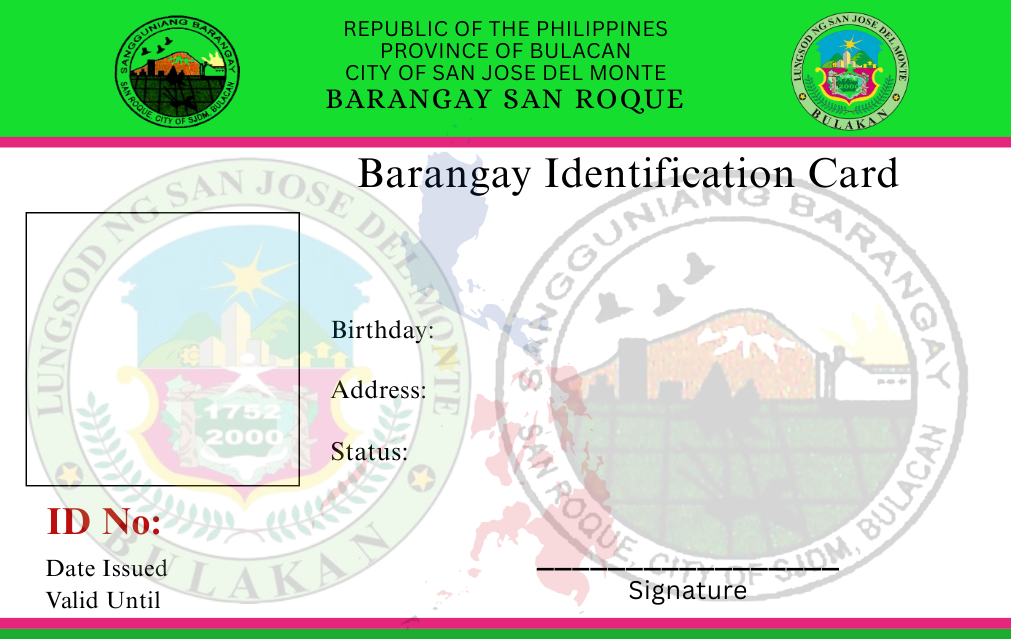 SANGGUNIANG BARANGAY
SAN ROQUE, CITY OF SJDM, BULACAN
REPUBLIC OF THE PHILIPPINES
PROVINCE OF BULACAN
CITY OF SAN JOSE DEL MONTE
BARANGAY SAN ROQUE
LUNGSOD NG SAN JOSE DEL MONTE
2000
BULAKAN
Barangay Identification Card
LUNGSOD NG SAN JOSE DEL MONTE
1752
2000
BULAKAN
SANGGUNIANG BARANGAY
SAN ROQUE, CITY OF SJDM, BULACAN
Birthday:
Address:
Status:
ID No:
Date Issued
Valid Until
Signature